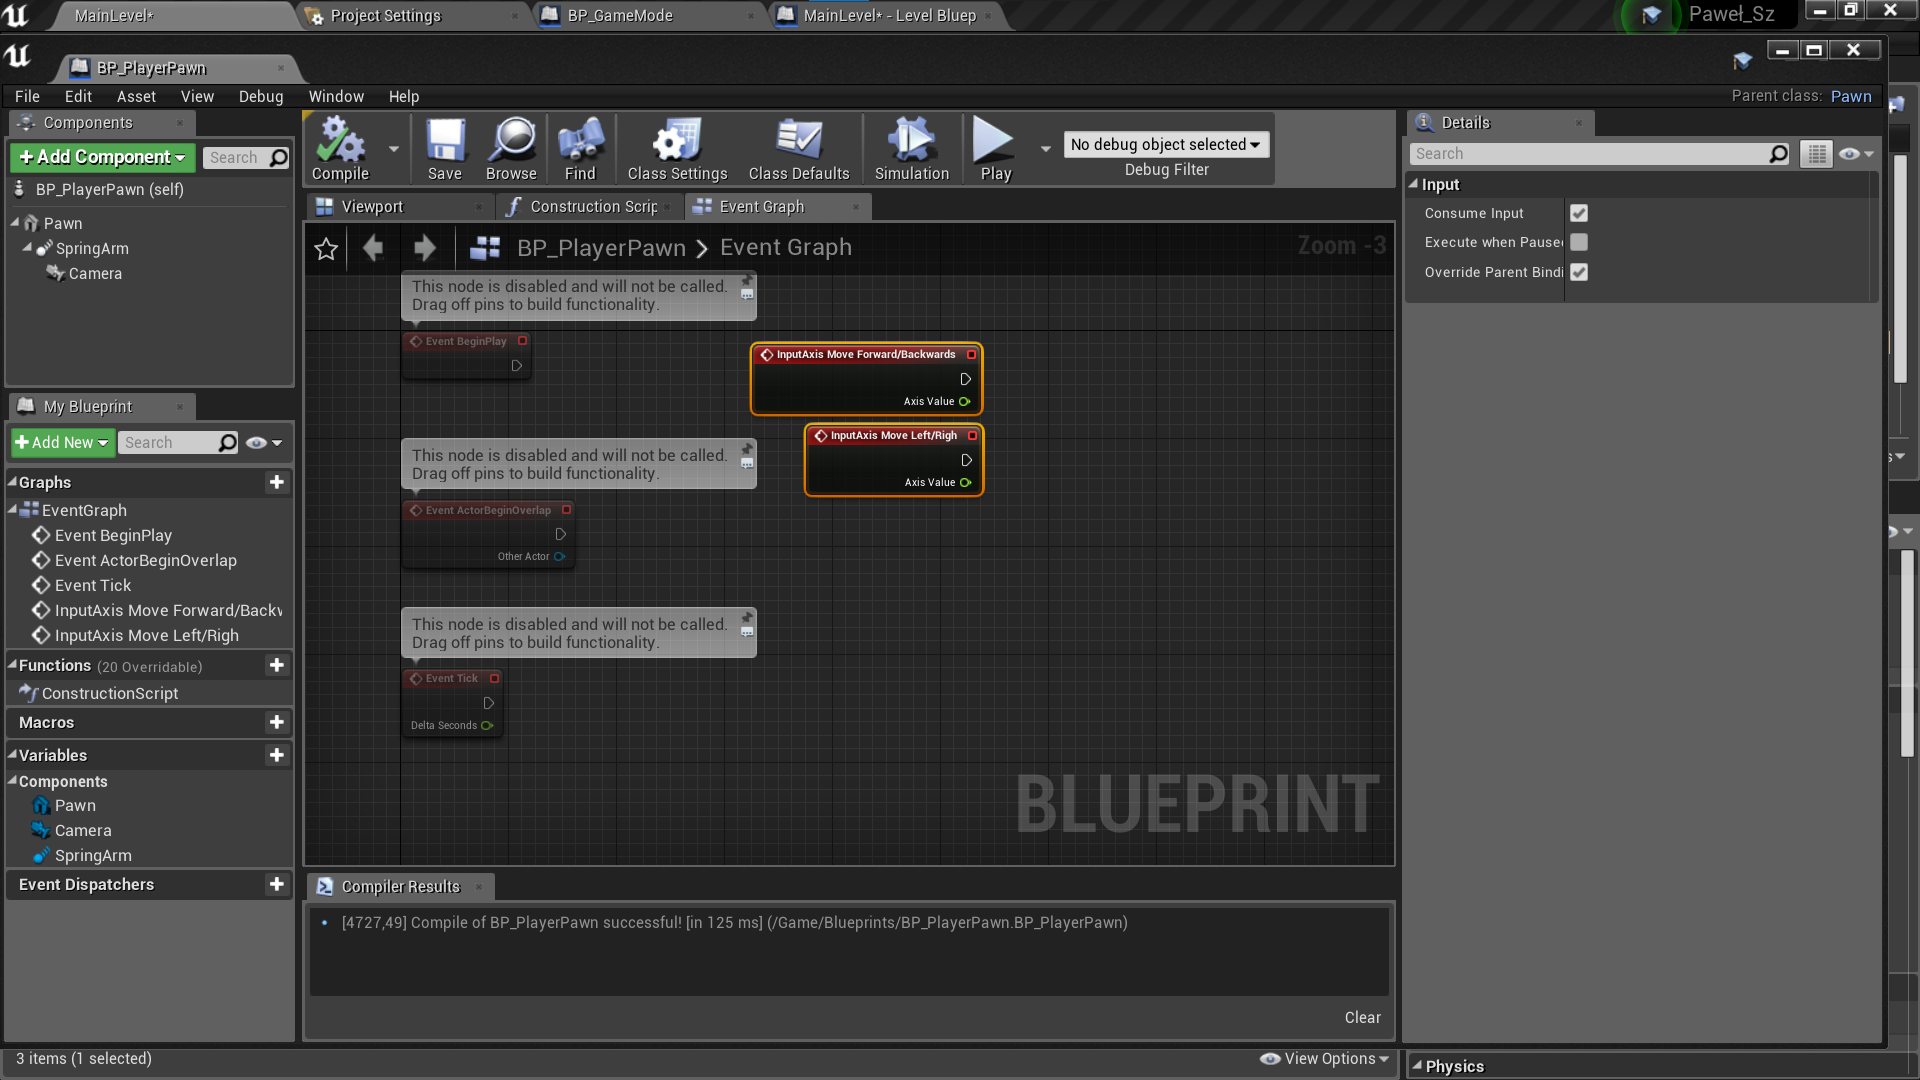 MainLevel*
Project Settings
BP_GameMode
MainLevel* - Level Bluep
Paweł_Sz
BP_PlayerPawn
File Edit Asset View Debug Window Help
Parent class: Pawn
Components
+ Add Component
Search
BP_PlayerPawn (self)
Pawn
SpringArm
Camera
My Blueprint
+ Add New
Search
Graphs
EventGraph
Event BeginPlay
Event ActorBeginOverlap
Event Tick
InputAxis Move Forward/Backw
InputAxis Move Left/Righ
Functions (20 Overridable)
ConstructionScript
Macros
Variables
Components
Pawn
Camera
SpringArm
Event Dispatchers
3 items (1 selected)
Compile
Save
Browse
Find
Class Settings
Class Defaults
Simulation
Play
No debug object selected
Debug Filter
Viewport
Construction Scrip
Event Graph
BP_PlayerPawn > Event Graph
Zoom -3
This node is disabled and will not be called.
Drag off pins to build functionality.
Event BeginPlay
InputAxis Move Forward/Backwards
Axis Value
InputAxis Move Left/Righ
Axis Value
This node is disabled and will not be called.
Drag off pins to build functionality.
Event ActorBeginOverlap
Other Actor
This node is disabled and will not be called.
Drag off pins to build functionality.
Event Tick
Delta Seconds
BLUEPRINT
Compiler Results
[4727,49] Compile of BP_PlayerPawn successful! [in 125 ms] (/Game/Blueprints/BP_PlayerPawn.BP_PlayerPawn)
Clear
View Options
Details
Search
Input
Consume Input
Execute when Pause
Override Parent Bindi
Physics